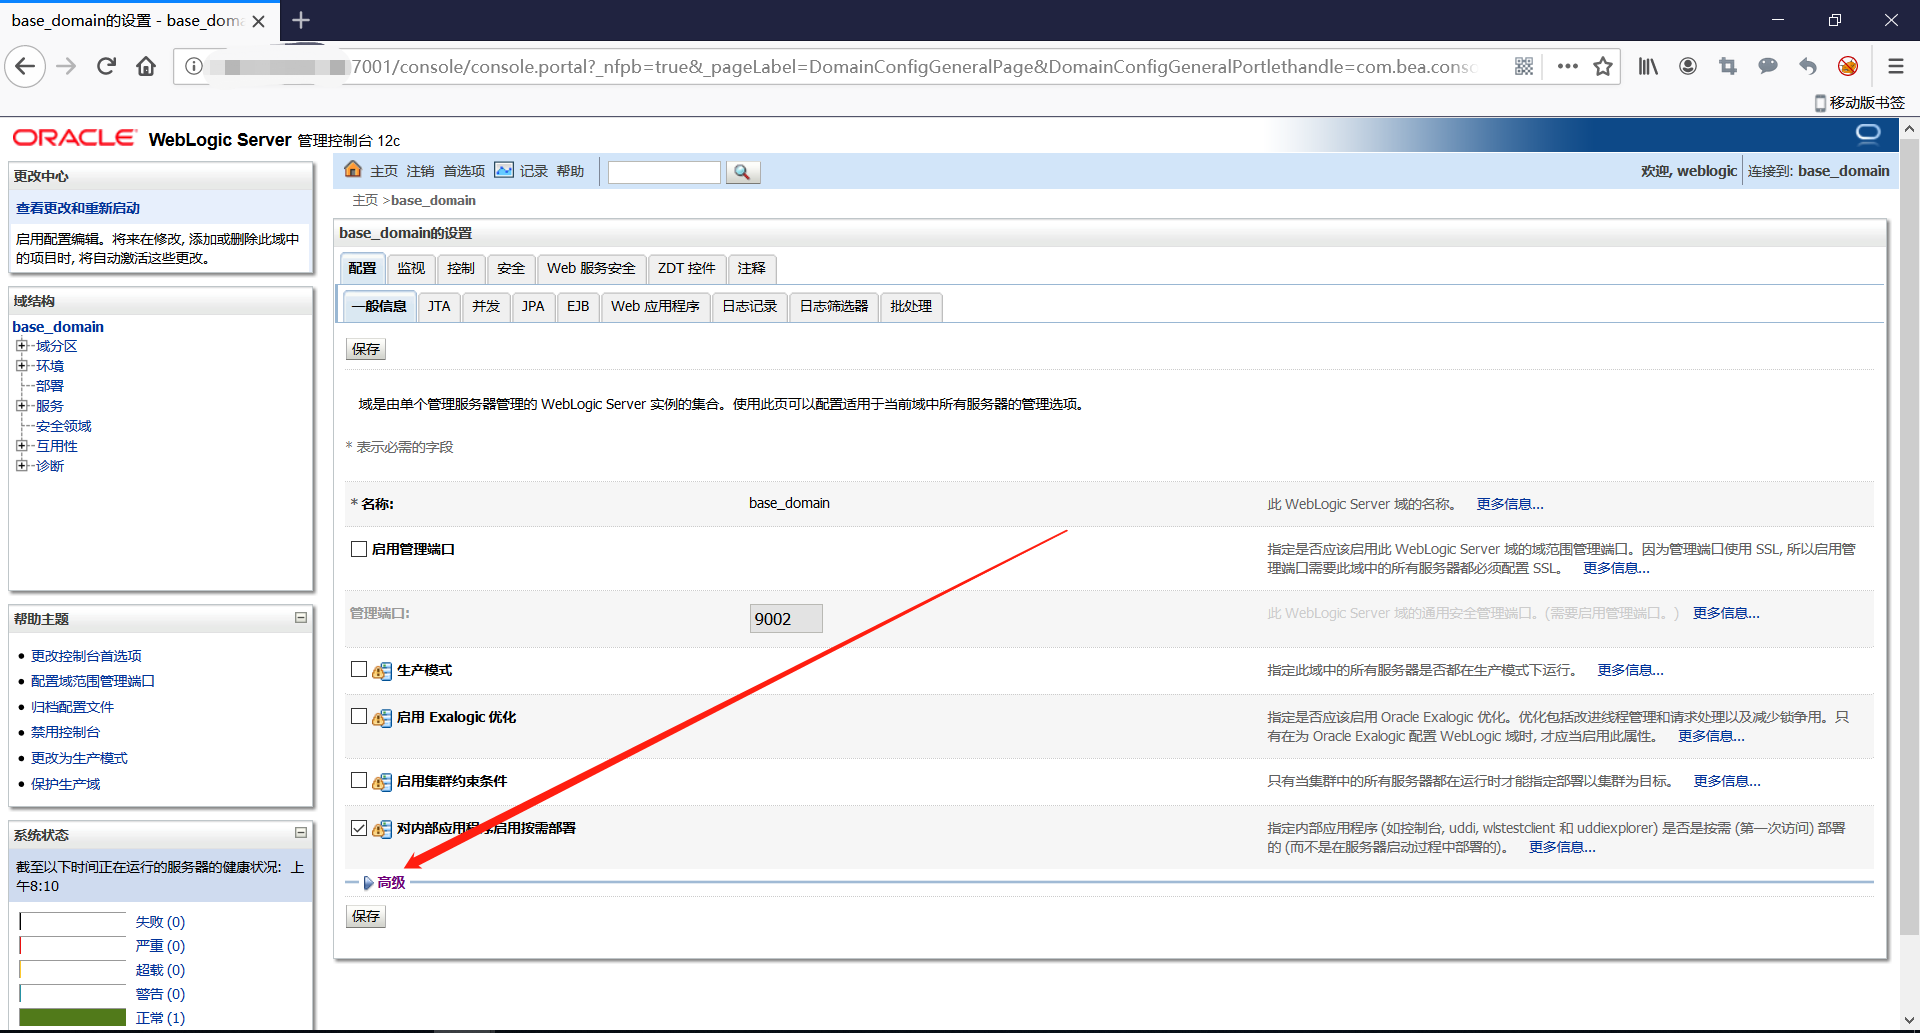 base_domain的设置 - base_doma
7001/console/console.portal?_nfpb=true&_pageLabel=DomainConfigGeneralPage&DomainConfigGeneralPortlethandle=com.bea.conso
移动版书签
ORACLE WebLogic Server 管理控制台 12c
更改中心
查看更改和重新启动
启用配置编辑。将来在修改, 添加或删除此域中
的项目时, 将自动激活这些更改。
域结构
base_domain
域分区
环境
部署
服务
安全领域
互用性
诊断
帮助主题
更改控制台首选项
配置域范围管理端口
归档配置文件
禁用控制台
更改为生产模式
保护生产域
系统状态
截至以下时间正在运行的服务器的健康状况: 上
午8:10
失败 (0)
严重 (0)
超载 (0)
警告 (0)
正常 (1)
主页 注销 首选项 记录 帮助
欢迎, weblogic 连接到: base_domain
主页 >base_domain
base_domain的设置
配置 监视 控制 安全 Web 服务安全 ZDT 控件 注释
一般信息 JTA 并发 JPA EJB Web 应用程序 日志记录 日志筛选器 批处理
保存
域是由单个管理服务器管理的 WebLogic Server 实例的集合。使用此页可以配置适用于当前域中所有服务器的管理选项。
* 表示必需的字段
* 名称: base_domain 此 WebLogic Server 域的名称。 更多信息...
启用管理端口 指定是否应该启用此 WebLogic Server 域的域范围管理端口。因为管理端口使用 SSL, 所以启用管
理端口需要此域中的所有服务器都必须配置 SSL。 更多信息...
管理端口: 9002 此 WebLogic Server 域的通用安全管理端口。(需要启用管理端口。) 更多信息...
生产模式 指定此域中的所有服务器是否都在生产模式下运行。 更多信息...
启用 Exalogic 优化 指定是否应该启用 Oracle Exalogic 优化。优化包括改进线程管理和请求处理以及减少锁争用。只
有在为 Oracle Exalogic 配置 WebLogic 域时, 才应当启用此属性。 更多信息...
启用集群约束条件 只有当集群中的所有服务器都在运行时才能指定部署以集群为目标。 更多信息...
对内部应用程序启用按需部署 指定内部应用程序 (如控制台, uddi, wlstestclient 和 uddiexplorer) 是否是按需 (第一次访问) 部署
的 (而不是在服务器启动过程中部署的)。 更多信息...
高级
保存